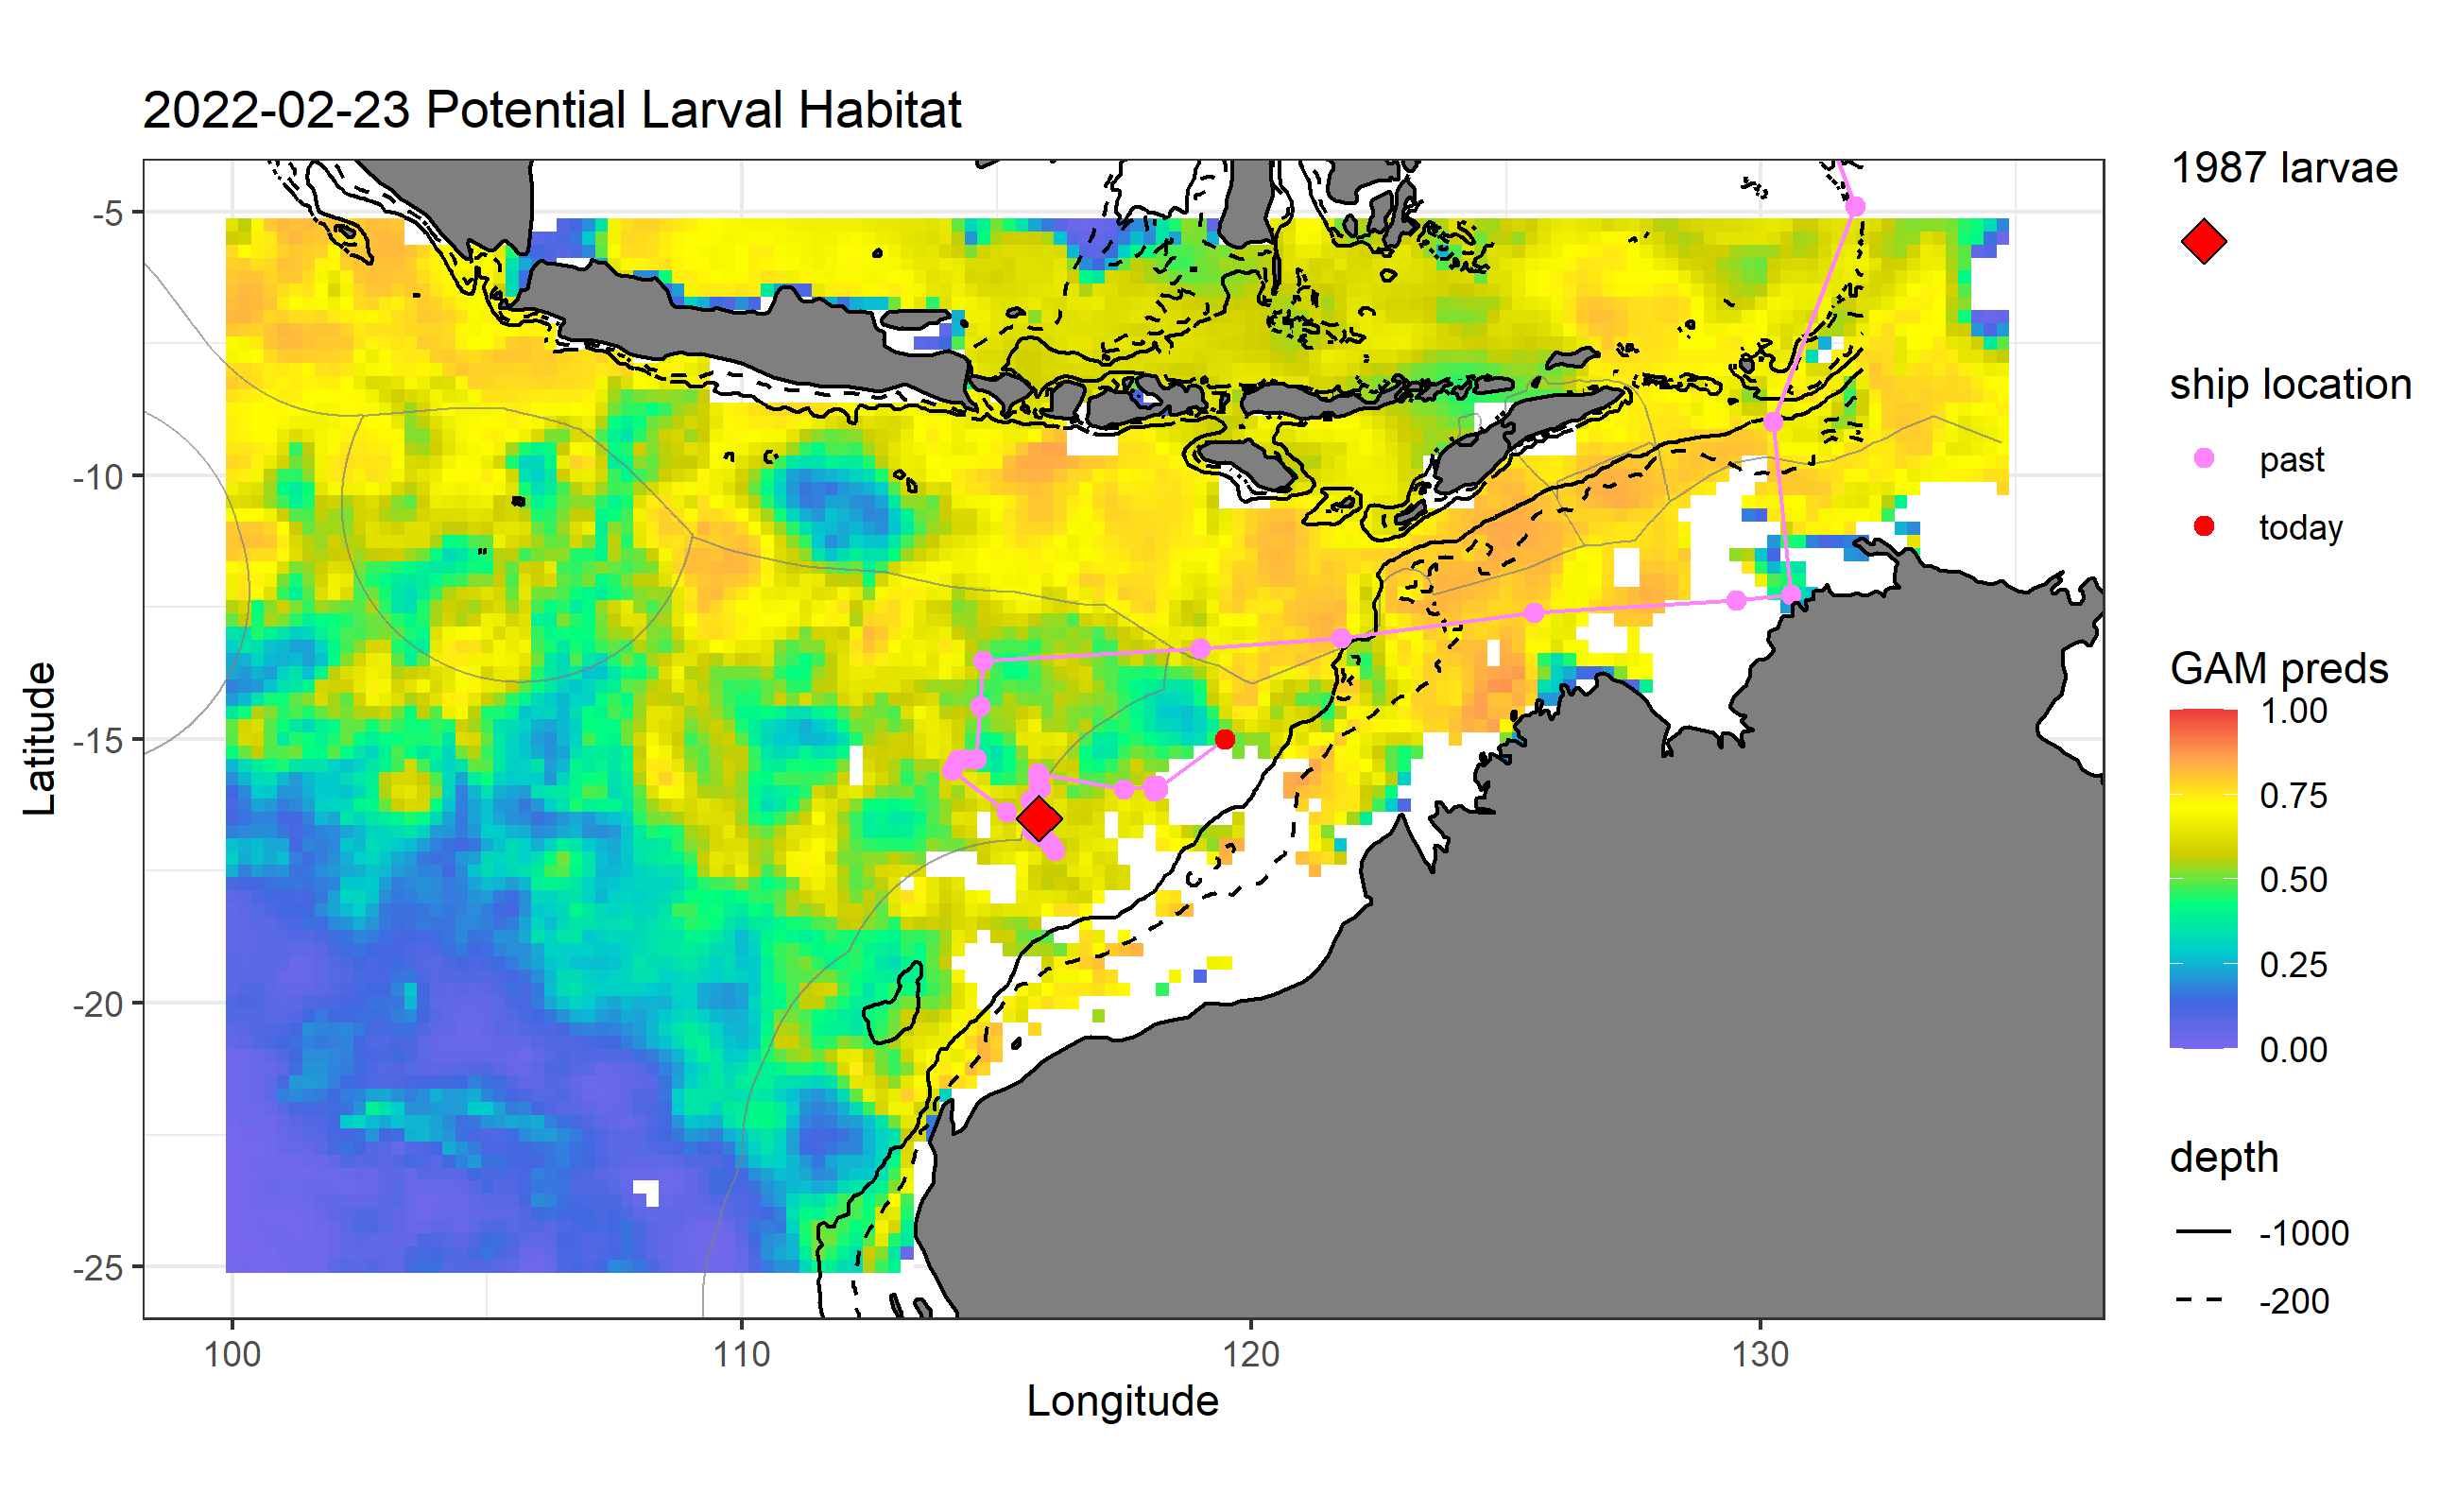 2022-02-23 Potential Larval Habitat
Latitude
-5
-10
-15
-20
-25
100
110
120
130
Longitude
1987 larvae
ship location
past
today
GAM preds
1.00
0.75
0.50
0.25
0.00
depth
-1000
-200